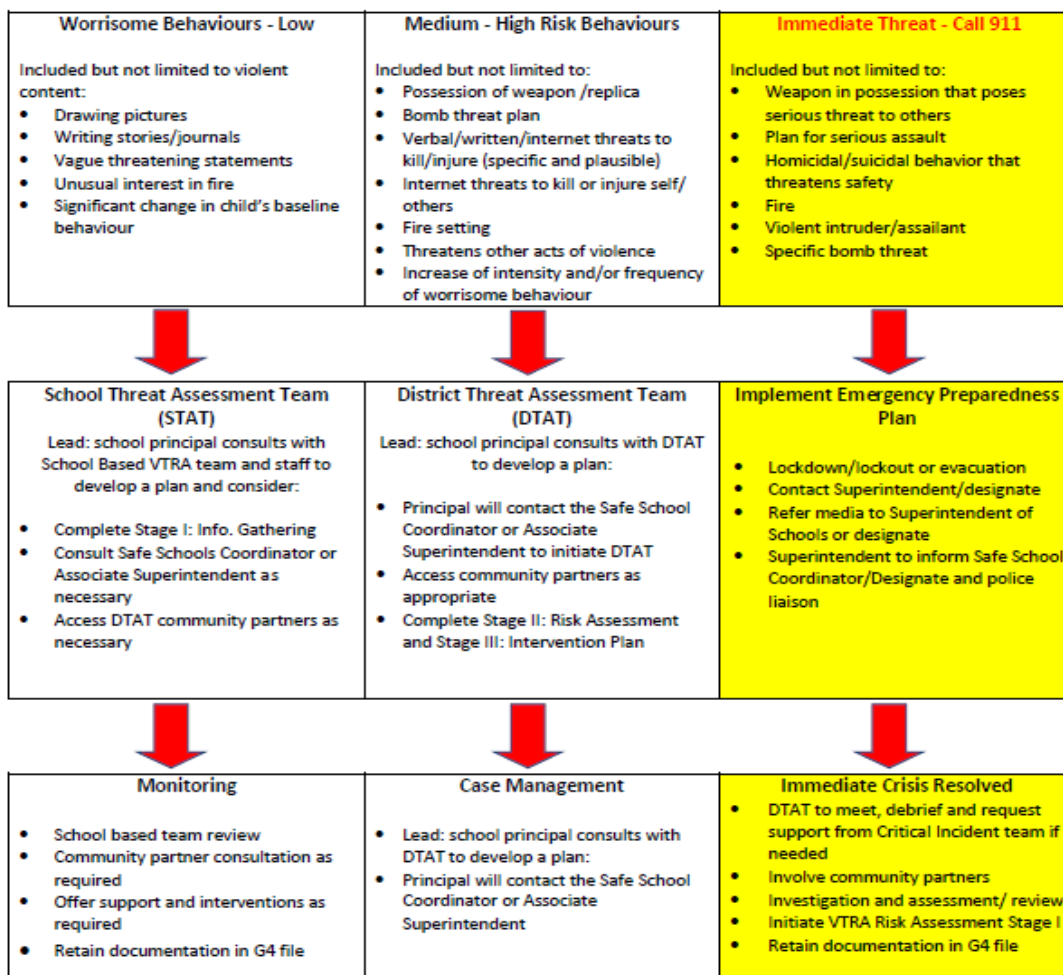 Worrisome Behaviours - Low
Included but not limited to violent
content:
• Drawing pictures
• Writing stories/journals
• Vague threatening statements
• Unusual interest in fire
• Significant change in child's baseline
behaviour
Medium - High Risk Behaviours
Included but not limited to:
• Possession of weapon /replica
• Bomb threat plan
• Verbal/written/internet threats to
kill/injure (specific and plausible)
• Internet threats to kill or injure self/
others
• Fire setting
• Threatens other acts of violence
• Increase of intensity and/or frequency
of worrisome behaviour
Immediate Threat - Call 911
Included but not limited to:
• Weapon in possession that poses
serious threat to others
• Plan for serious assault
• Homicidal/suicidal behavior that
threatens safety
• Fire
• Violent intruder/assailant
• Specific bomb threat
School Threat Assessment Team
(STAT)
Lead: school principal consults with
School Based VTRA team and staff to
develop a plan and consider:
• Complete Stage I: Info. Gathering
• Consult Safe Schools Coordinator or
Associate Superintendent as
necessary
• Access DTAT community partners as
necessary
District Threat Assessment Team
(DTAT)
Lead: school principal consults with DTAT
to develop a plan:
• Principal will contact the Safe School
Coordinator or Associate
Superintendent to initiate DTAT
• Access community partners as
appropriate
• Complete Stage II: Risk Assessment
and Stage III: Intervention Plan
Implement Emergency Preparedness
Plan
• Lockdown/lockout or evacuation
• Contact Superintendent/designate
• Refer media to Superintendent of
Schools or designate
• Superintendent to inform Safe School
Coordinator/Designate and police
liaison
Monitoring
• School based team review
• Community partner consultation as
required
• Offer support and interventions as
required
• Retain documentation in G4 file
Case Management
• Lead: school principal consults with
DTAT to develop a plan:
• Principal will contact the Safe School
Coordinator or Associate
Superintendent
Immediate Crisis Resolved
• DTAT to meet, debrief and request
support from Critical Incident team if
needed
• Involve community partners
• Investigation and assessment/ review
• Initiate VTRA Risk Assessment Stage I
• Retain documentation in G4 file